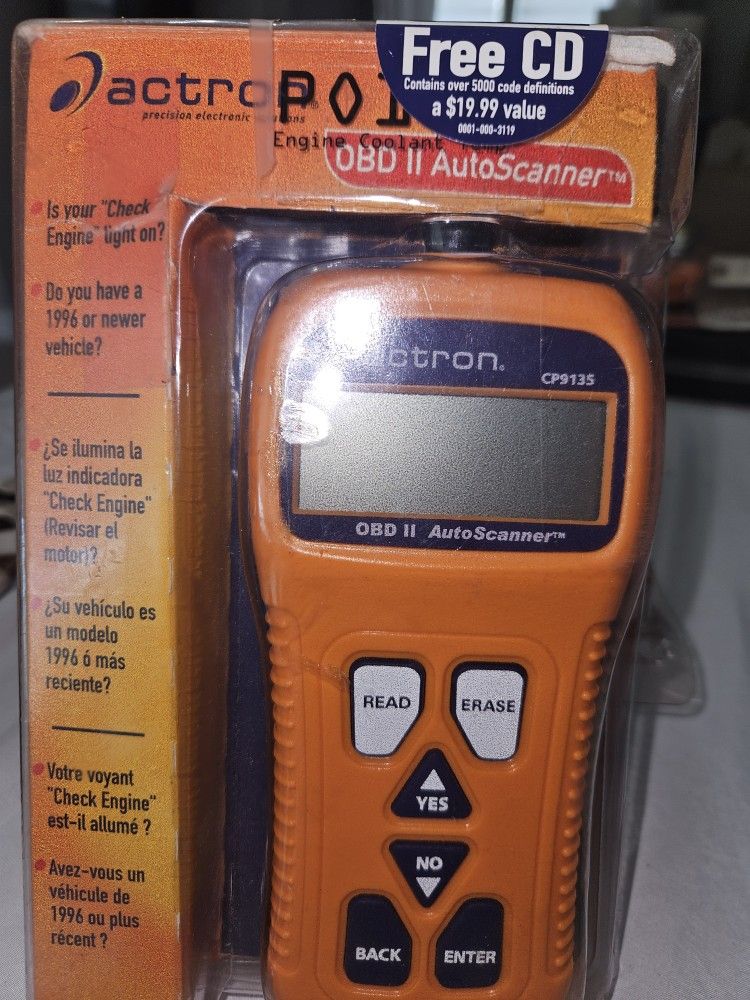 actron
precision electronic solutions
Free CD
Contains over 5000 code definitions
a $19.99 value
0001-000-3119
Engine Coolant
OBD II AutoScanner™
Is your "Check
Engine" light on?
Do you have a
1996 or newer
vehicle?
¿Se ilumina la
luz indicadora
"Check Engine"
(Revisar el
motor)?
¿Su vehículo es
un modelo
1996 ó más
reciente?
Votre voyant
"Check Engine"
est-il allumé ?
Avez-vous un
véhicule de
1996 ou plus
récent ?
actron®
CP9135
OBD II AutoScanner™
READ
ERASE
YES
NO
BACK
ENTER